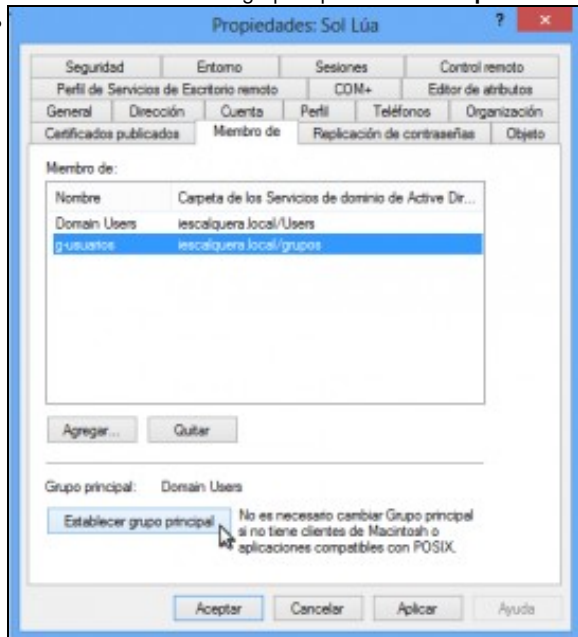 Propiedades: Sol Lúa
?
Seguridad Entorno Sesiones Control remoto
Perfil de Servicios de Escritorio remoto COM+ Editor de atributos
General Dirección Cuenta Perfil Teléfonos Organización
Certificados publicados Miembro de Replicación de contraseñas Objeto
Miembro de:
Nombre Carpeta de los Servicios de dominio de Active Dir...
Domain Users iescalquera.local/Users
g-usuarios iescalquera.local/grupos
Agregar... Quitar
Grupo principal: Domain Users
Establecer grupo principal
No es necesario cambiar Grupo principal
si no tiene clientes de Macintosh o
aplicaciones compatibles con POSIX.
Aceptar Cancelar Aplicar Ayuda